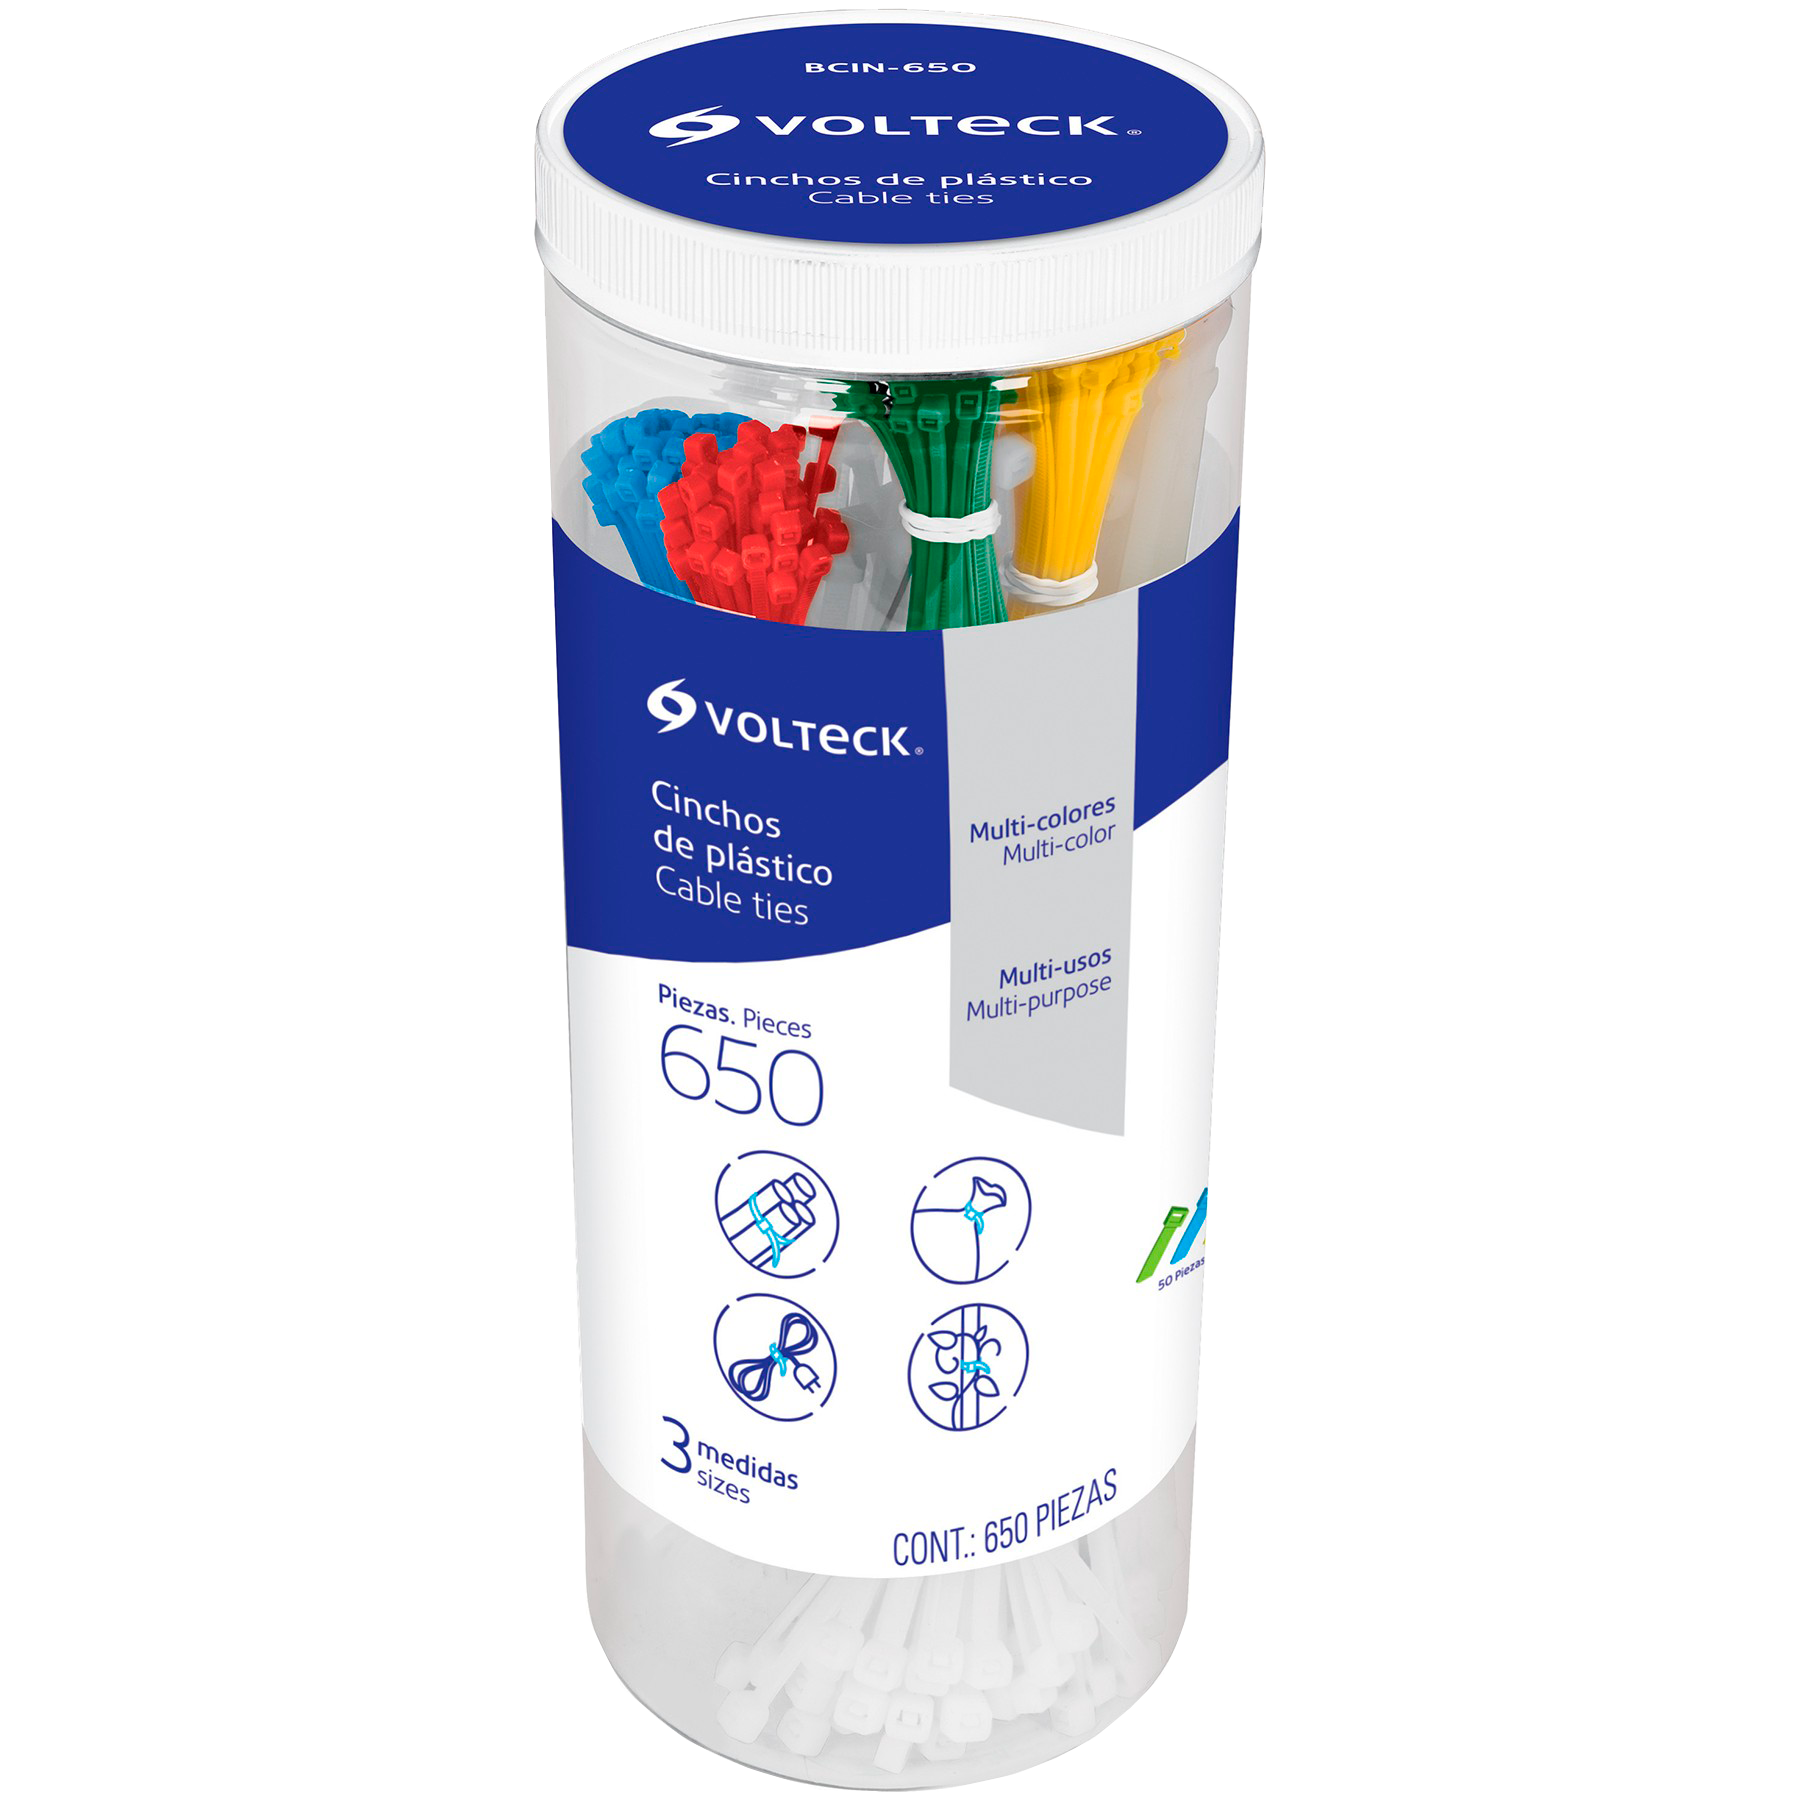 BCIN-650
VOLTECK®
Cinchos de plástico
Cable ties
VOLTECK®
Cinchos
de plástico
Cable ties
Multi-colores
Multi-color
Multi-usos
Multi-purpose
Piezas. Pieces
650
50 Piezas
3 medidas
sizes
CONT.: 650 PIEZAS